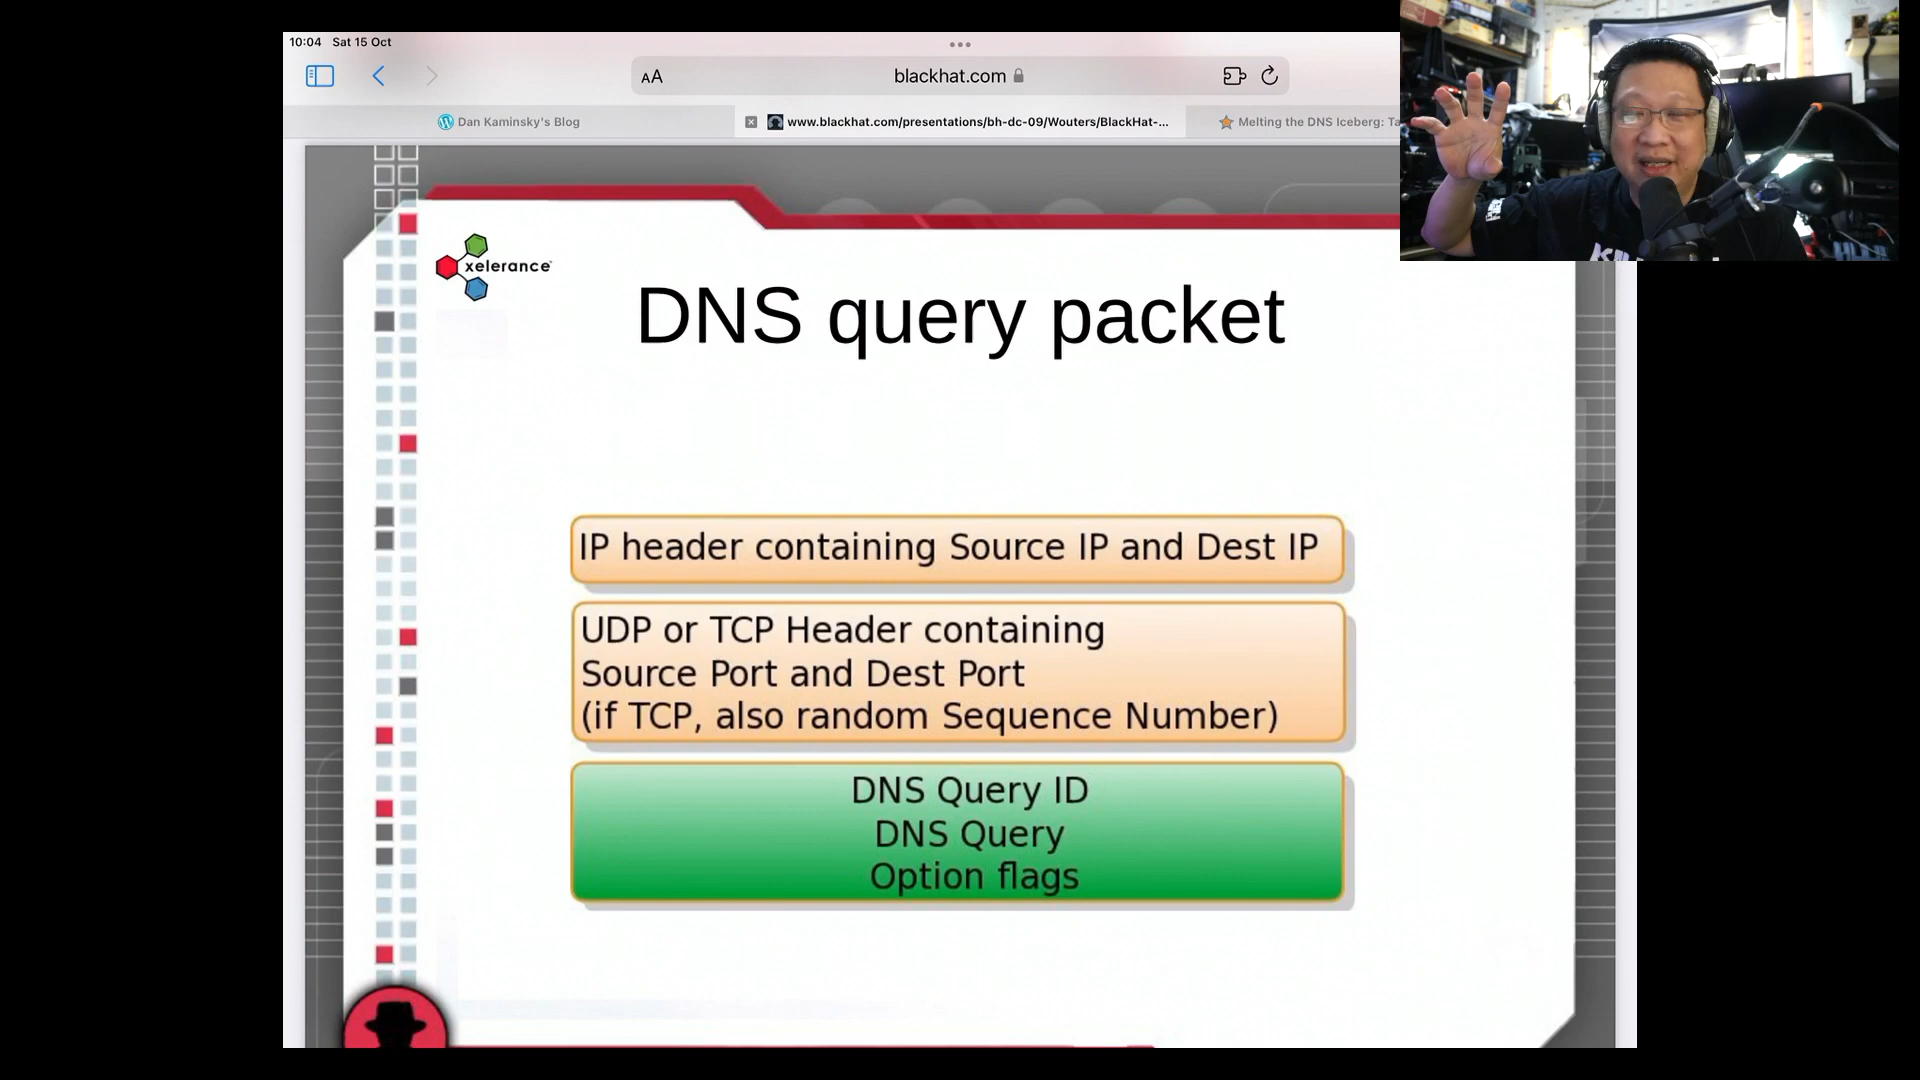 10:04 Sat 15 Oct
AA
blackhat.com
Dan Kaminsky's Blog
www.blackhat.com/presentations/bh-dc-09/Wouters/BlackHat-...
Melting the DNS Iceberg: Ta
xelerance
DNS query packet
IP header containing Source IP and Dest IP
UDP or TCP Header containing
Source Port and Dest Port
(if TCP, also random Sequence Number)
DNS Query ID
DNS Query
Option flags